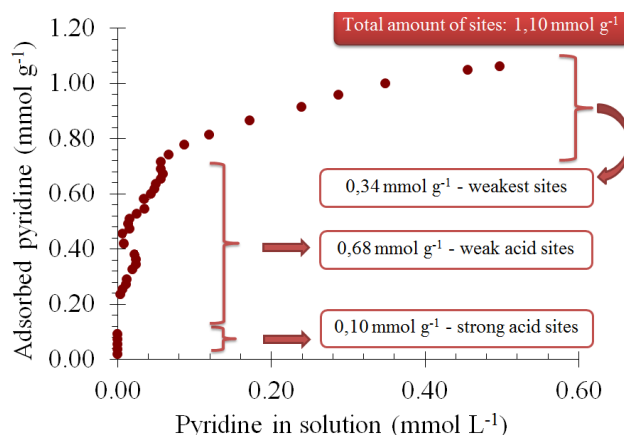 Total amount of sites: 1,10 mmol g-1
1.20
1.00
0.80
0.60
0.40
0.20
0.00
Adsorbed pyridine (mmol g-1)
0,34 mmol g-1 - weakest sites
0,68 mmol g-1 - weak acid sites
0,10 mmol g-1 - strong acid sites
0.00 0.20 0.40 0.60
Pyridine in solution (mmol L-1)